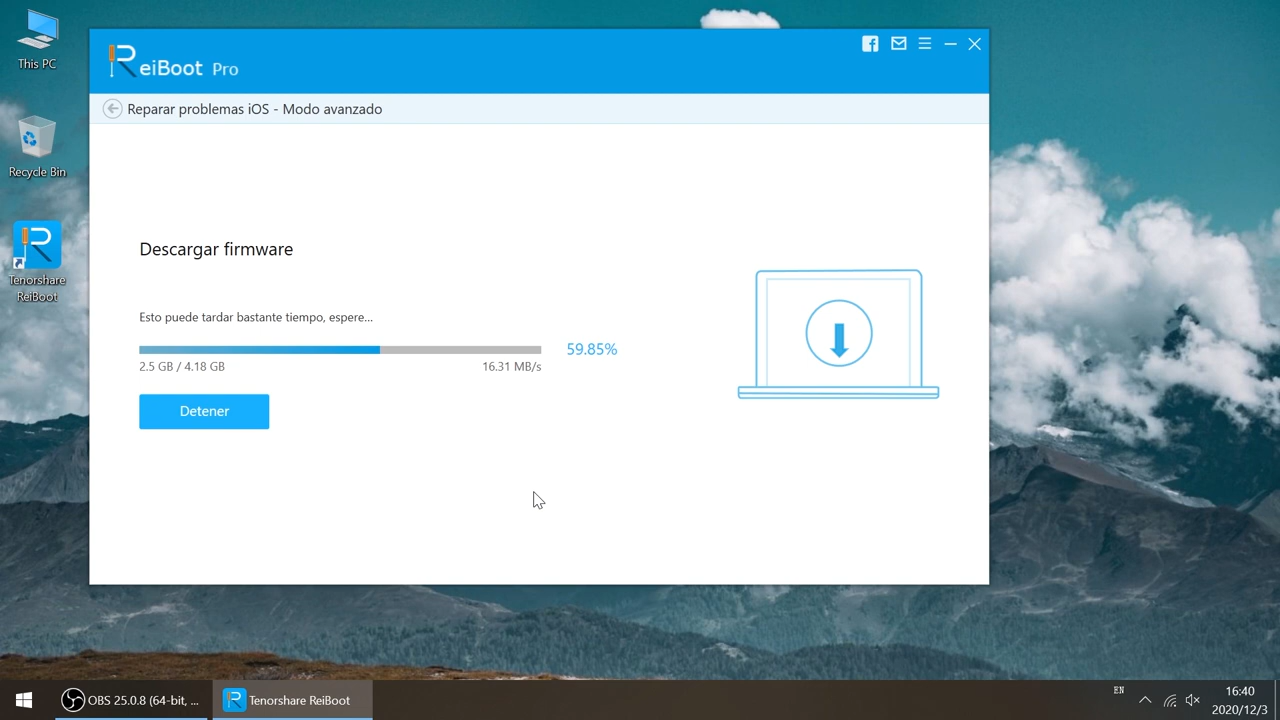 This PC
Recycle Bin
Tenorshare
ReiBoot
ReiBoot Pro
Reparar problemas iOS - Modo avanzado
Descargar firmware
Esto puede tardar bastante tiempo, espere...
59.85%
2.5 GB / 4.18 GB
16.31 MB/s
Detener
OBS 25.0.8 (64-bit, ...
Tenorshare ReiBoot
EN
16:40
2020/12/3